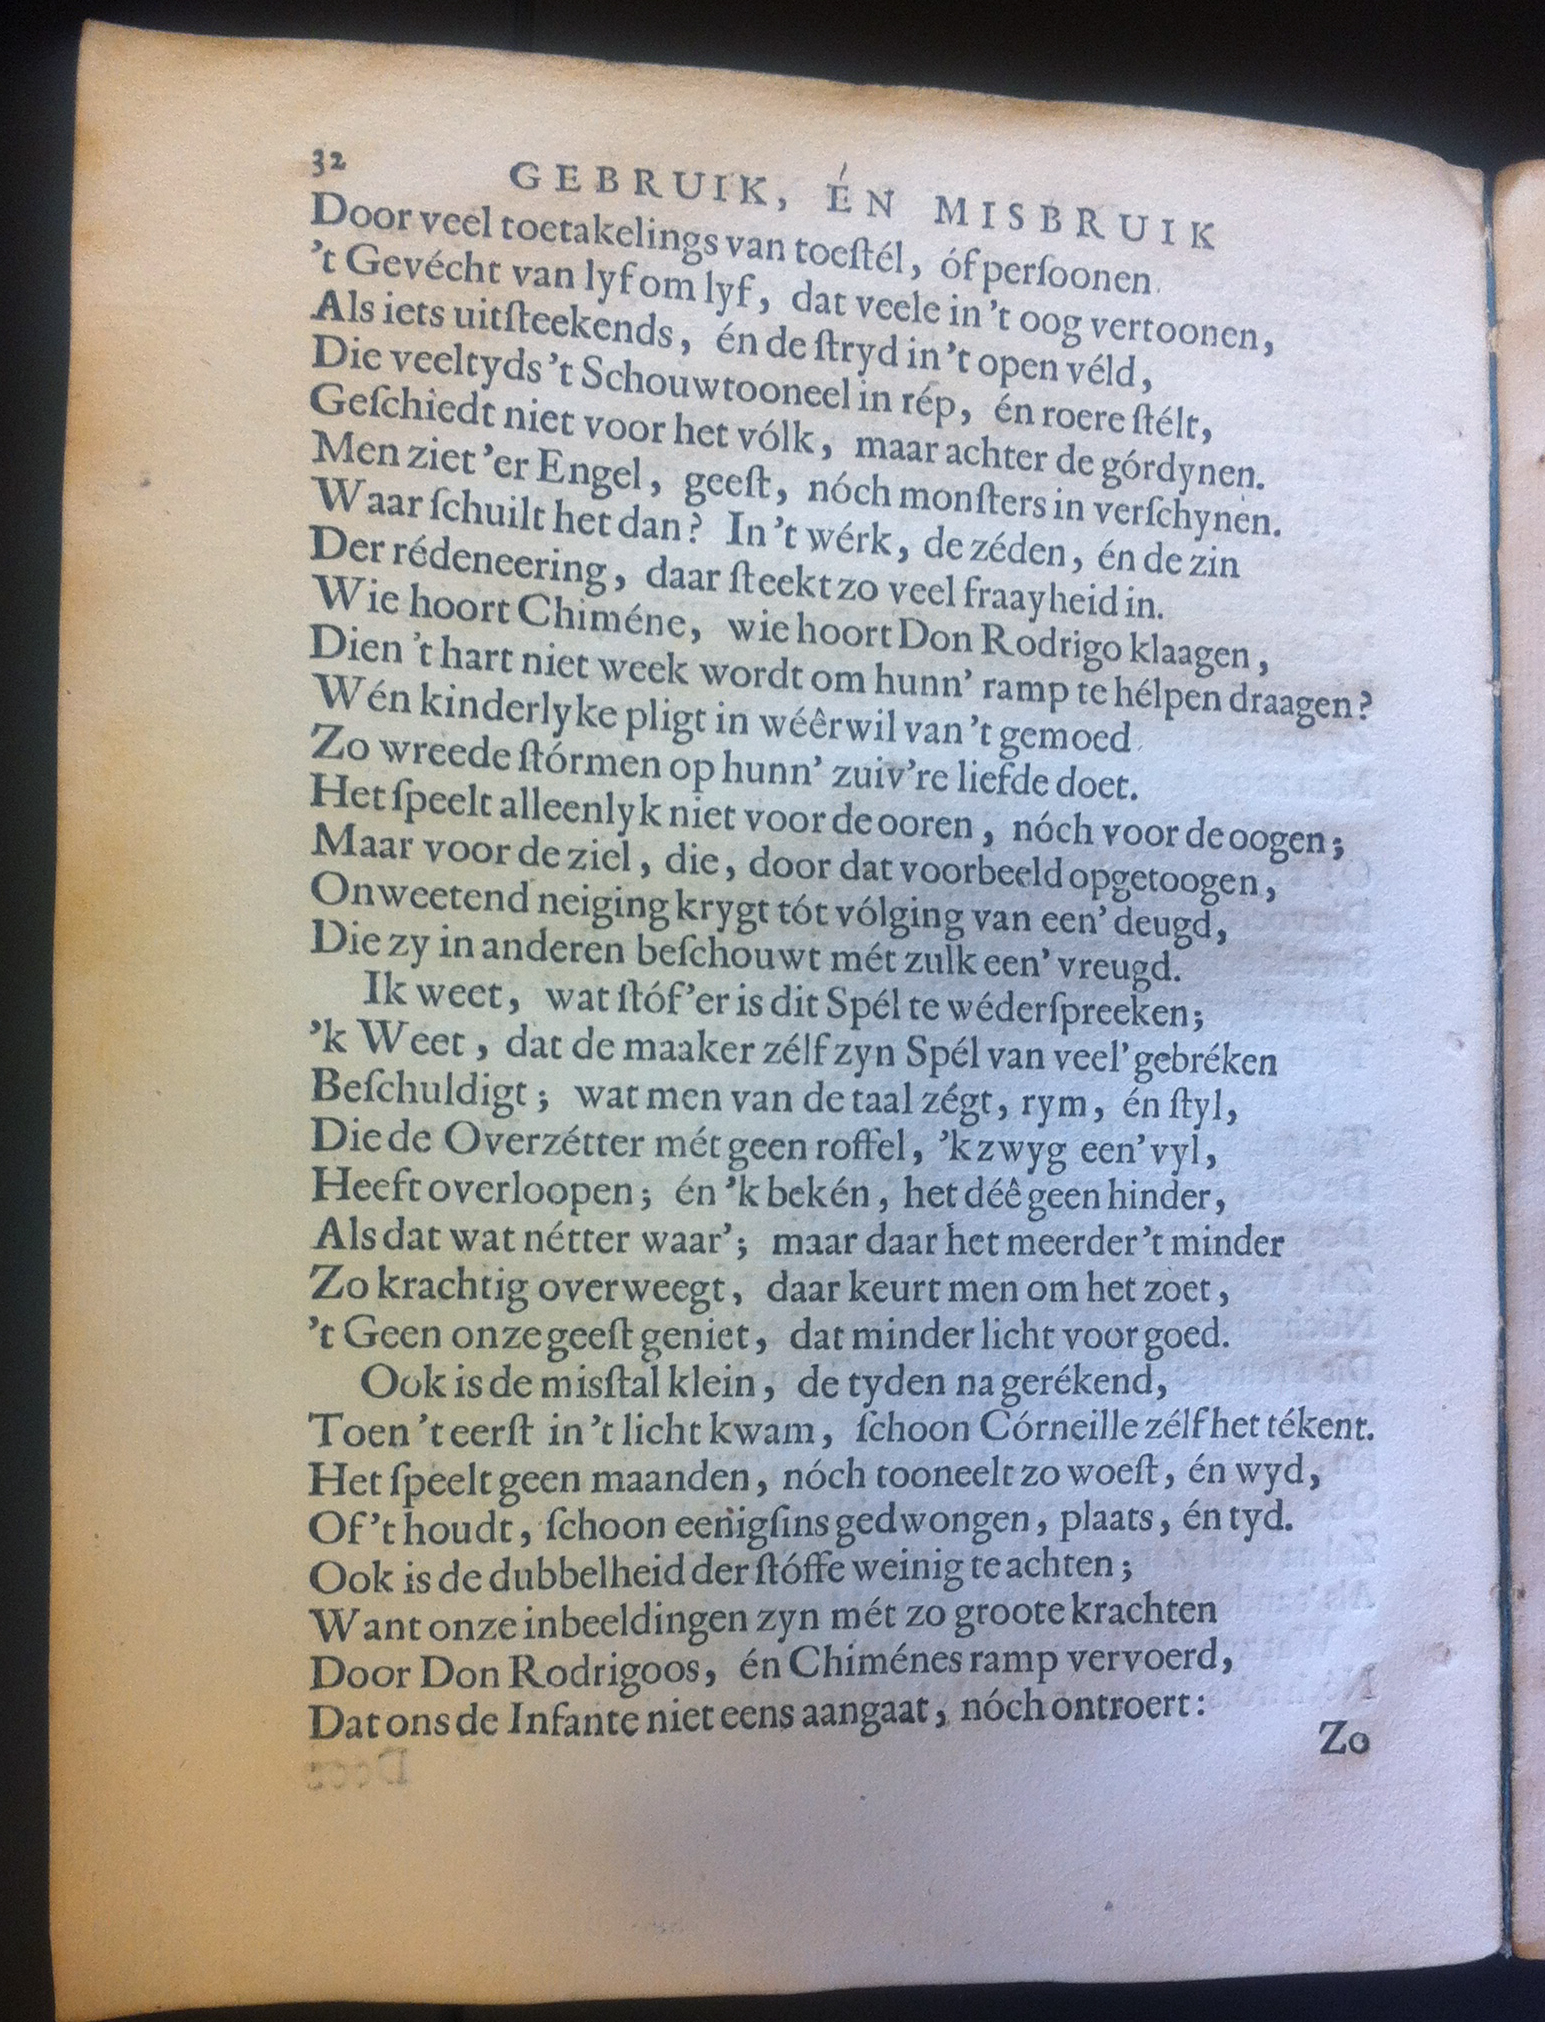 32 GEBRUIK, ÉN MISBRUIK
Door veel toetakelings van toeſtél, óf perſoonen.
’t Gevécht van lyf om lyf, dat veele in ’t oog vertoonen,
Als iets uitſteekends, én de ſtryd in ’t open véld,
Die veeltyds ’t Schouwtooneel in rép, én roere ſtélt,
Geſchiedt niet voor het vólk, maar achter de górdynen.
Men ziet ’er Engel, geeſt, nóch monſters in verſchynen.
Waar ſchuilt het dan? In ’t wérk, de zéden, én de zin
Der rédeneering, daar ſteekt zo veel fraayheid in.
Wie hoort Chiméne, wie hoort Don Rodrigo klaagen,
Dien ’t hart niet week wordt om hunn’ ramp te hélpen draagen?
Wén kinderlyke pligt in wéêrwil van ’t gemoed
Zo wreede ſtórmen op hunn’ zuiv’re liefde doet.
Het ſpeelt alleenlyk niet voor de ooren, nóch voor de oogen;
Maar voor de ziel, die, door dat voorbeeld opgetoogen,
Onweetend neiging krygt tót vólging van een’ deugd,
Die zy in anderen beſchouwt mét zulk een’ vreugd.
Ik weet, wat ſtóf ’er is dit Spél te wéderſpreeken;
’k Weet, dat de maaker zélf zyn Spél van veel’ gebréken
Beſchuldigt; wat men van de taal zégt, rym, én ſtyl,
Die de Overzétter mét geen roffel, ’k zwyg een’ vyl,
Heeft overloopen; én ’k bekén, het déê geen hinder,
Als dat wat nétter waar’; maar daar het meerder ’t minder
Zo krachtig overweegt, daar keurt men om het zoet,
’t Geen onze geeſt geniet, dat minder licht voor goed.
Ook is de misſtal klein, de tyden na gerékend,
Toen ’t eerſt in ’t licht kwam, ſchoon Córneille zélf het tékent.
Het ſpeelt geen maanden, nóch tooneelt zo woeſt, én wyd,
Of ’t houdt, ſchoon eenigſins gedwongen, plaats, én tyd.
Ook is de dubbelheid der ſtóffe weinig te achten;
Want onze inbeeldingen zyn mét zo groote krachten
Door Don Rodrigoos, én Chiménes ramp vervoerd,
Dat ons de Infante niet eens aangaat, nóch ontroert:
Zo